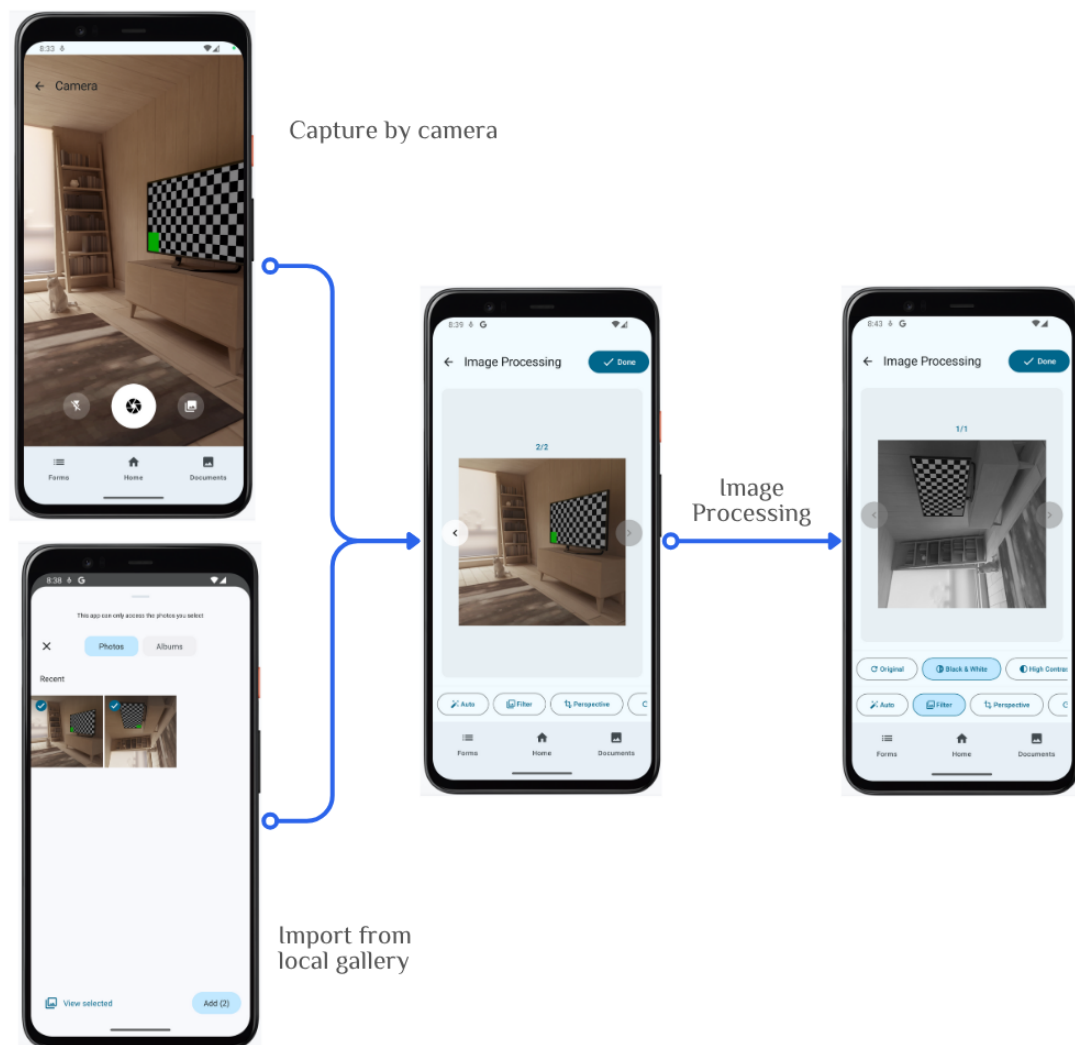 8:33
Camera
Forms
Home
Documents
Capture by camera
8:38 G
This app can only access the photos you select
Photos
Albums
Recent
View selected
Add (2)
Import from
local gallery
8:39 G
Image Processing
Done
2/2
Auto
Filter
Perspective
Forms
Home
Documents
Image
Processing
8:43 G
Image Processing
Done
1/1
Original
Black & White
High Contras
Auto
Filter
Perspective
Forms
Home
Documents